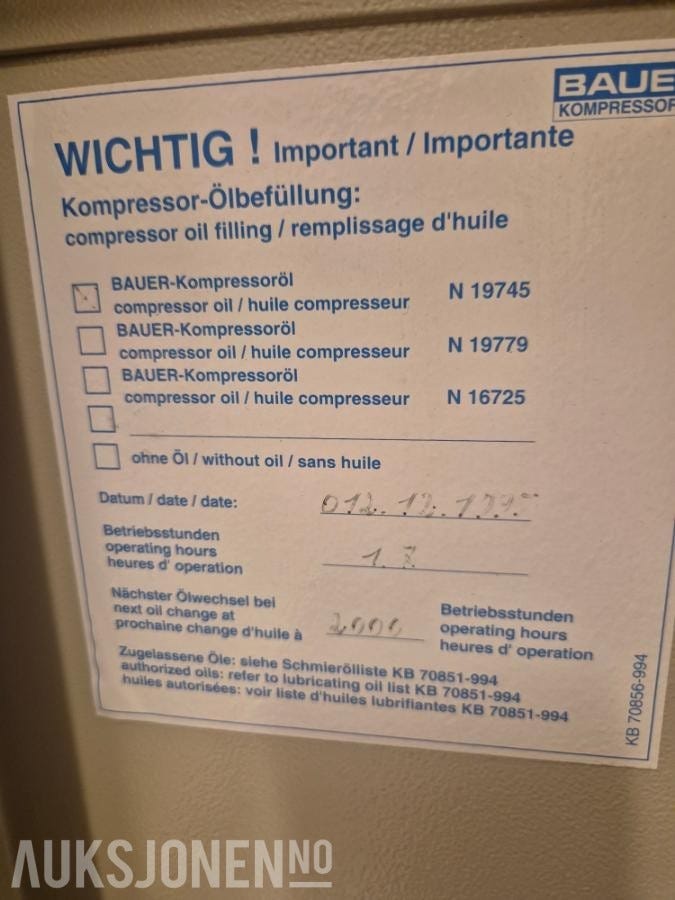 BAUE
KOMPRESSOR
WICHTIG ! Important / Importante
Kompressor-Ölbefüllung:
compressor oil filling / remplissage d'huile
BAUER-Kompressoröl
compressor oil / huile compresseur N 19745
BAUER-Kompressoröl
compressor oil / huile compresseur N 19779
BAUER-Kompressoröl
compressor oil / huile compresseur N 16725
ohne Öl / without oil / sans huile
Datum / date / date:
Betriebsstunden
operating hours
heures d' operation
Nächster Ölwechsel bei
next oil change at
prochaine change d'huile à 2000
Betriebsstunden
operating hours
heures d' operation
Zugelassene Öle: siehe Schmierölliste KB 70851-994
authorized oils: refer to lubricating oil list KB 70851-994
huiles autorisées: voir liste d'huiles lubrifiantes KB 70851-994
KB 70856-994
AUKSJONEN NO